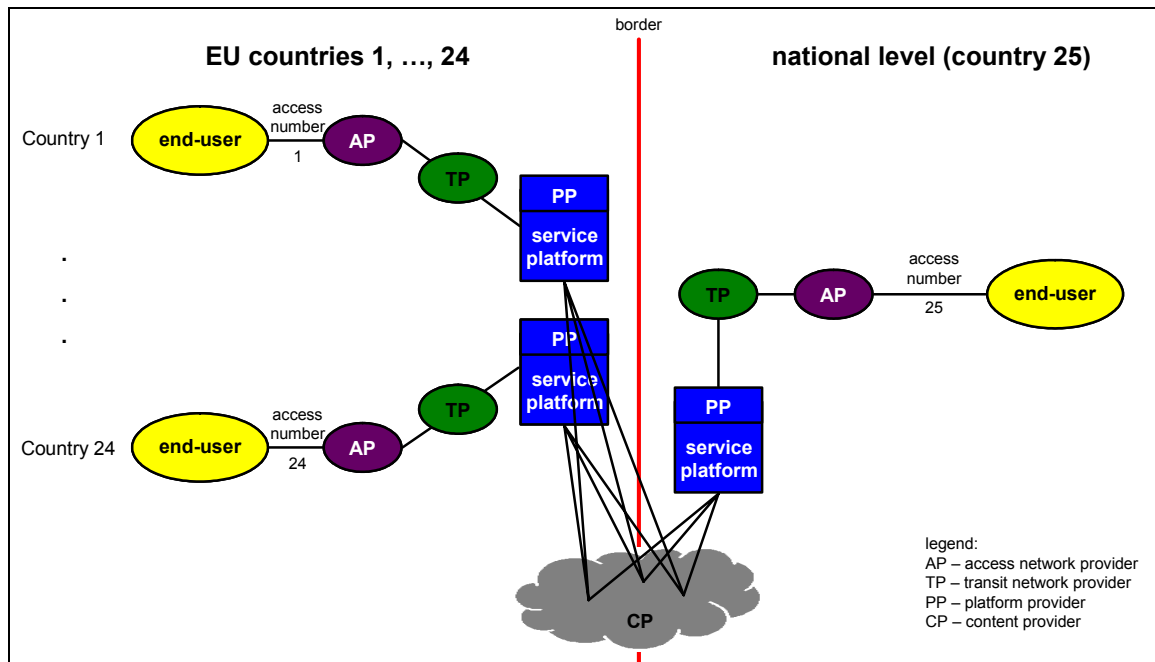 border
EU countries 1, …, 24
national level (country 25)
Country 1
end-user
access
number
1
AP
TP
PP
service
platform
.
.
.
PP
service
platform
Country 24
end-user
access
number
24
AP
TP
TP
AP
access
number
25
end-user
PP
service
platform
CP
legend:
AP – access network provider
TP – transit network provider
PP – platform provider
CP – content provider